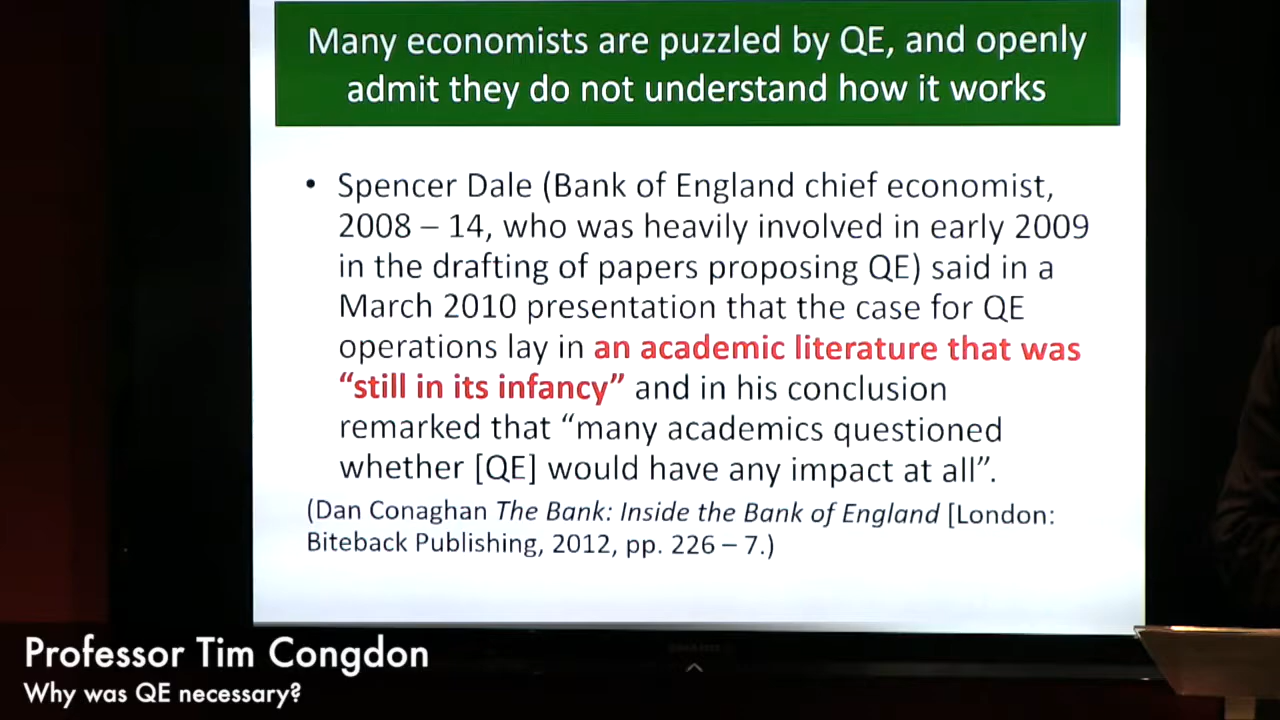 Many economists are puzzled by QE, and openly
admit they do not understand how it works
• Spencer Dale (Bank of England chief economist,
2008 – 14, who was heavily involved in early 2009
in the drafting of papers proposing QE) said in a
March 2010 presentation that the case for QE
operations lay in an academic literature that was
“still in its infancy” and in his conclusion
remarked that “many academics questioned
whether [QE] would have any impact at all”.
(Dan Conaghan The Bank: Inside the Bank of England [London:
Biteback Publishing, 2012, pp. 226 – 7.)
Professor Tim Congdon
Why was QE necessary?